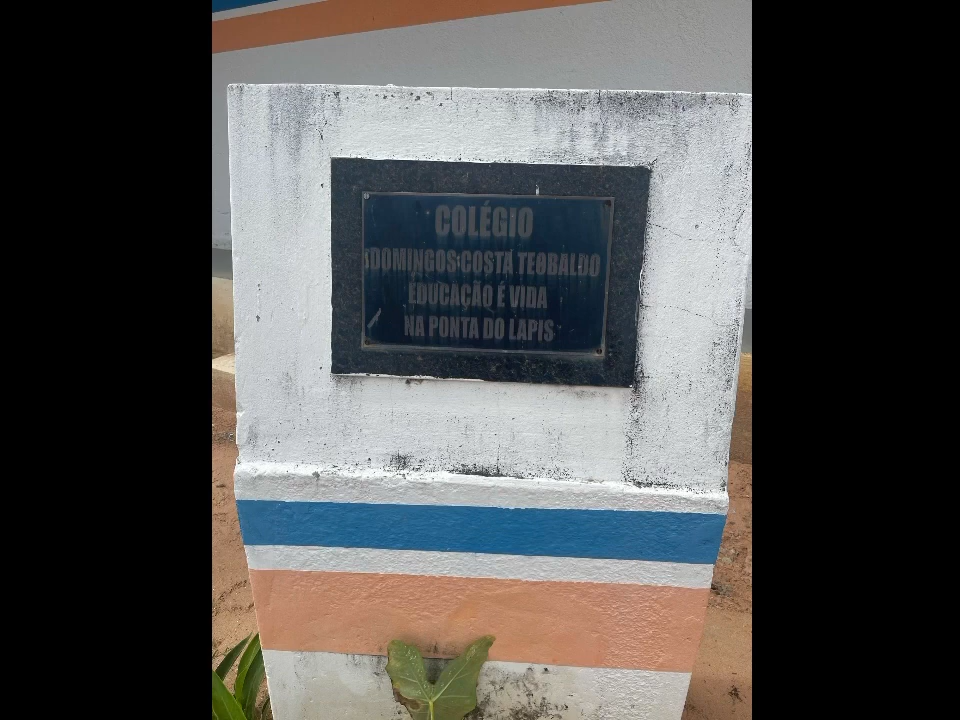 COLÉGIO
DOMINGOS COSTA TEOBALDO
EDUCAÇÃO É VIDA
NA PONTA DO LAPIS